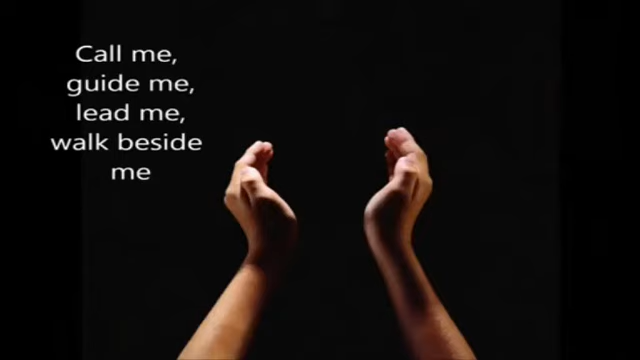 Call me,
guide me,
lead me,
walk beside
me